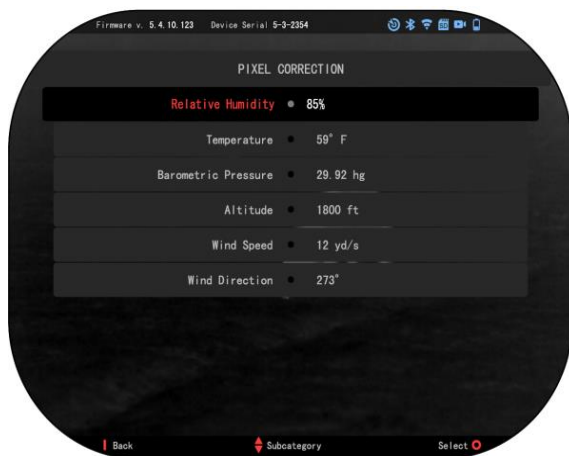 Firmware v. 5.4.10.123 Device Serial 5-3-2354
PIXEL CORRECTION
Relative Humidity 85%
Temperature 59° F
Barometric Pressure 29.92 hg
Altitude 1800 ft
Wind Speed 12 yd/s
Wind Direction 273°
Back Subcategory Select